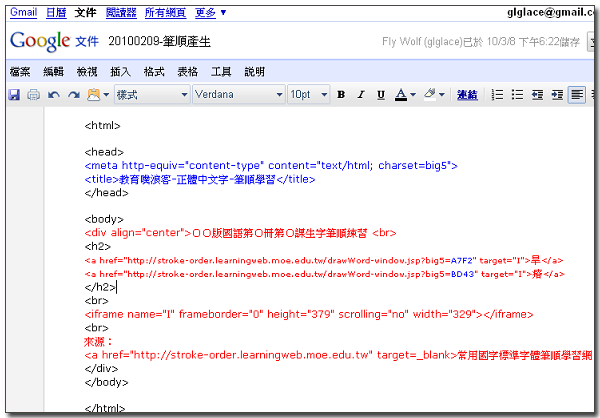 Gmail 日曆 文件 閱讀器 所有網頁 更多 ▼ glglace@gmail.c
Google 文件 20100209-筆順產生 Fly Wolf (glglace)已於 10/3/8 下午6:22儲存
檔案 編輯 檢視 插入 格式 表格 工具 說明
樣式 Verdana 10pt B I U A 連結
<html>
<head>
<meta http-equiv="content-type" content="text/html; charset=big5">
<title>教育噗浪客-正體中文字-筆順學習</title>
</head>
<body>
<div align="center">○○版國語第○冊第○課生字筆順練習 <br>
<h2>
<a href="http://stroke-order.learningweb.moe.edu.tw/drawWord-window.jsp?big5=A7F2" target="I">旱</a>
<a href="http://stroke-order.learningweb.moe.edu.tw/drawWord-window.jsp?big5=BD43" target="I">瘠</a>
</h2>
<br>
<iframe name="I" frameborder="0" height="379" scrolling="no" width="329"></iframe>
<br>
來源：
<a href="http://stroke-order.learningweb.moe.edu.tw" target=_blank>常用國字標準字體筆順學習網
</div>
</body>
</html>